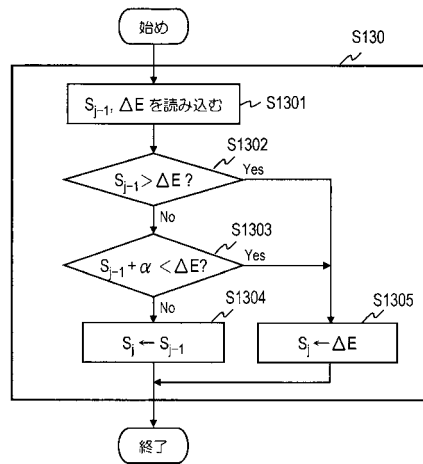 始め
S130
S_{j-1}, ΔE を読み込む
S1301
S1302
S_{j-1} > ΔE ?
Yes
No
S1303
S_{j-1} + α < ΔE?
Yes
No
S1304
S_j ← S_{j-1}
S1305
S_j ← ΔE
終了